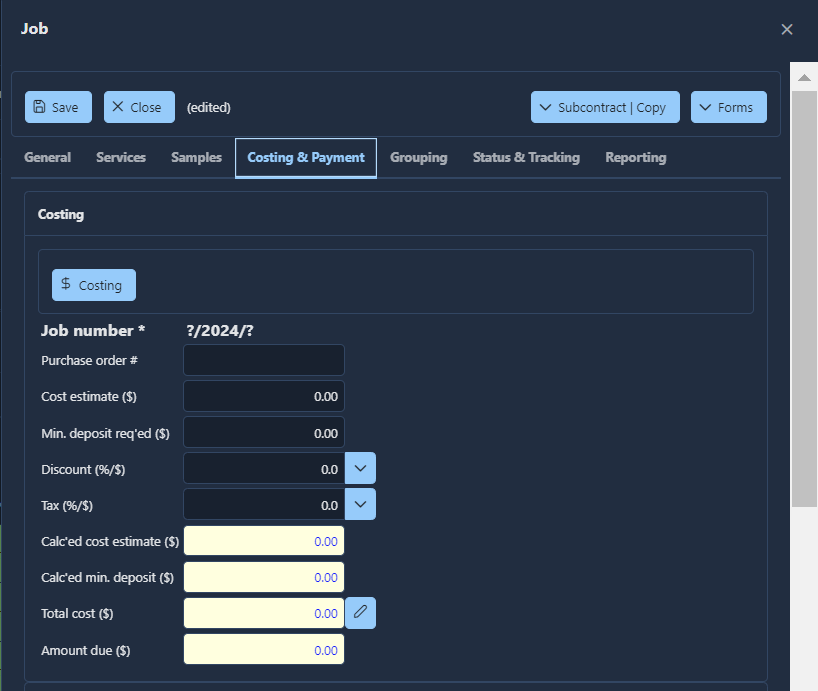 Job
Save Close (edited) Subcontract | Copy Forms
General Services Samples Costing & Payment Grouping Status & Tracking Reporting
Costing
$ Costing
Job number * ?/2024/?
Purchase order #
Cost estimate ($) 0.00
Min. deposit req'ed ($) 0.00
Discount (%/$) 0.0
Tax (%/$) 0.0
Calc'ed cost estimate ($) 0.00
Calc'ed min. deposit ($) 0.00
Total cost ($) 0.00
Amount due ($) 0.00